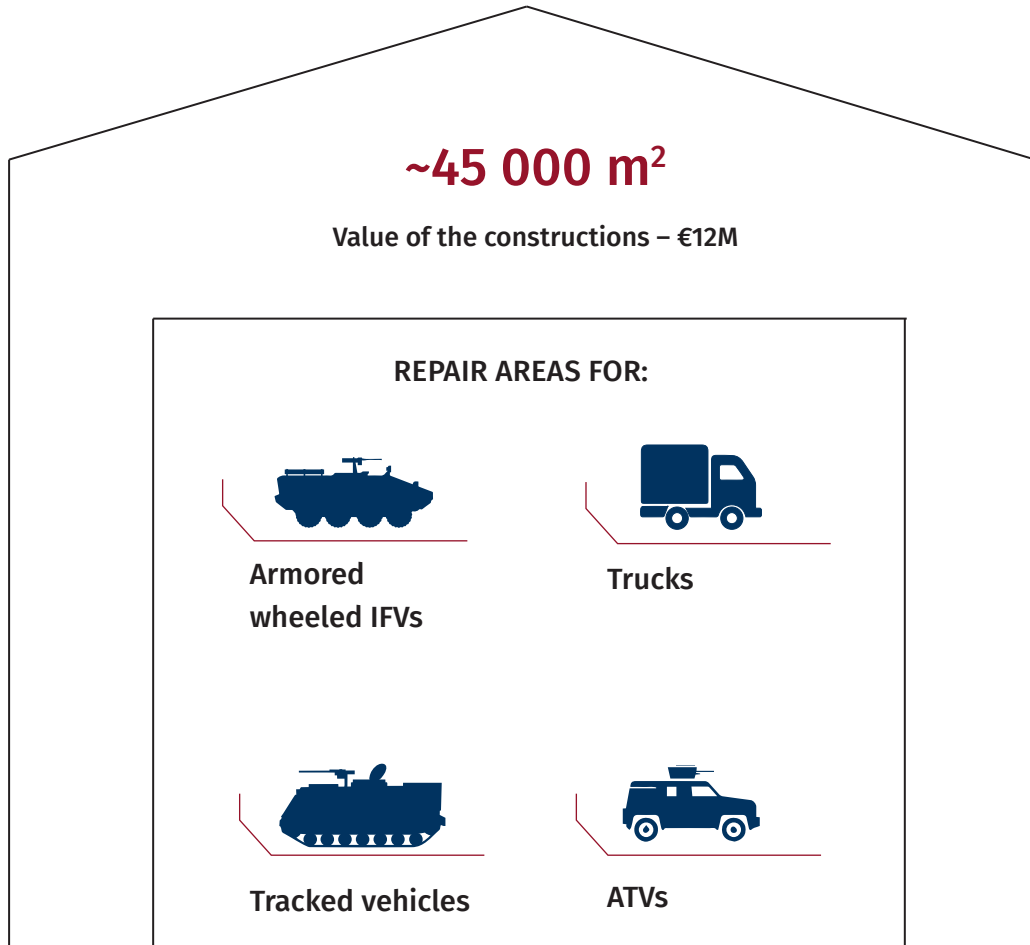 ~45 000 m²
Value of the constructions – €12M
REPAIR AREAS FOR:
Armored
wheeled IFVs
Trucks
Tracked vehicles
ATVs